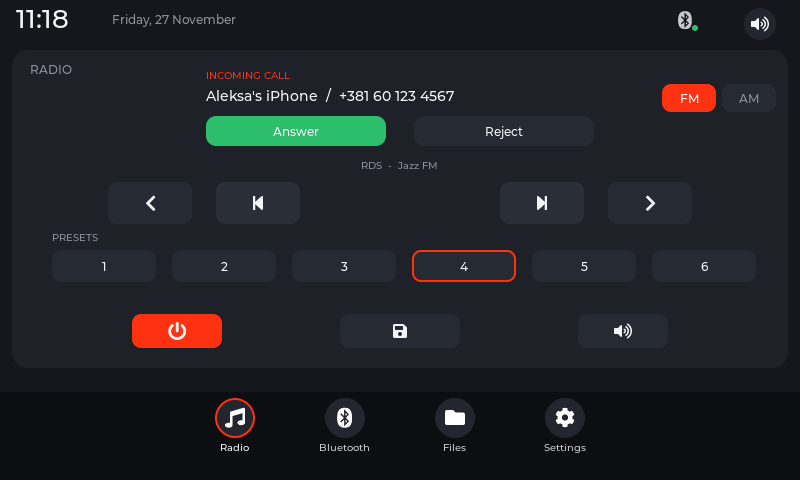 11:18 Friday, 27 November
RADIO
INCOMING CALL
Aleksa's iPhone / +381 60 123 4567
FM AM
Answer Reject
RDS - Jazz FM
PRESETS
1 2 3 4 5 6
Radio Bluetooth Files Settings